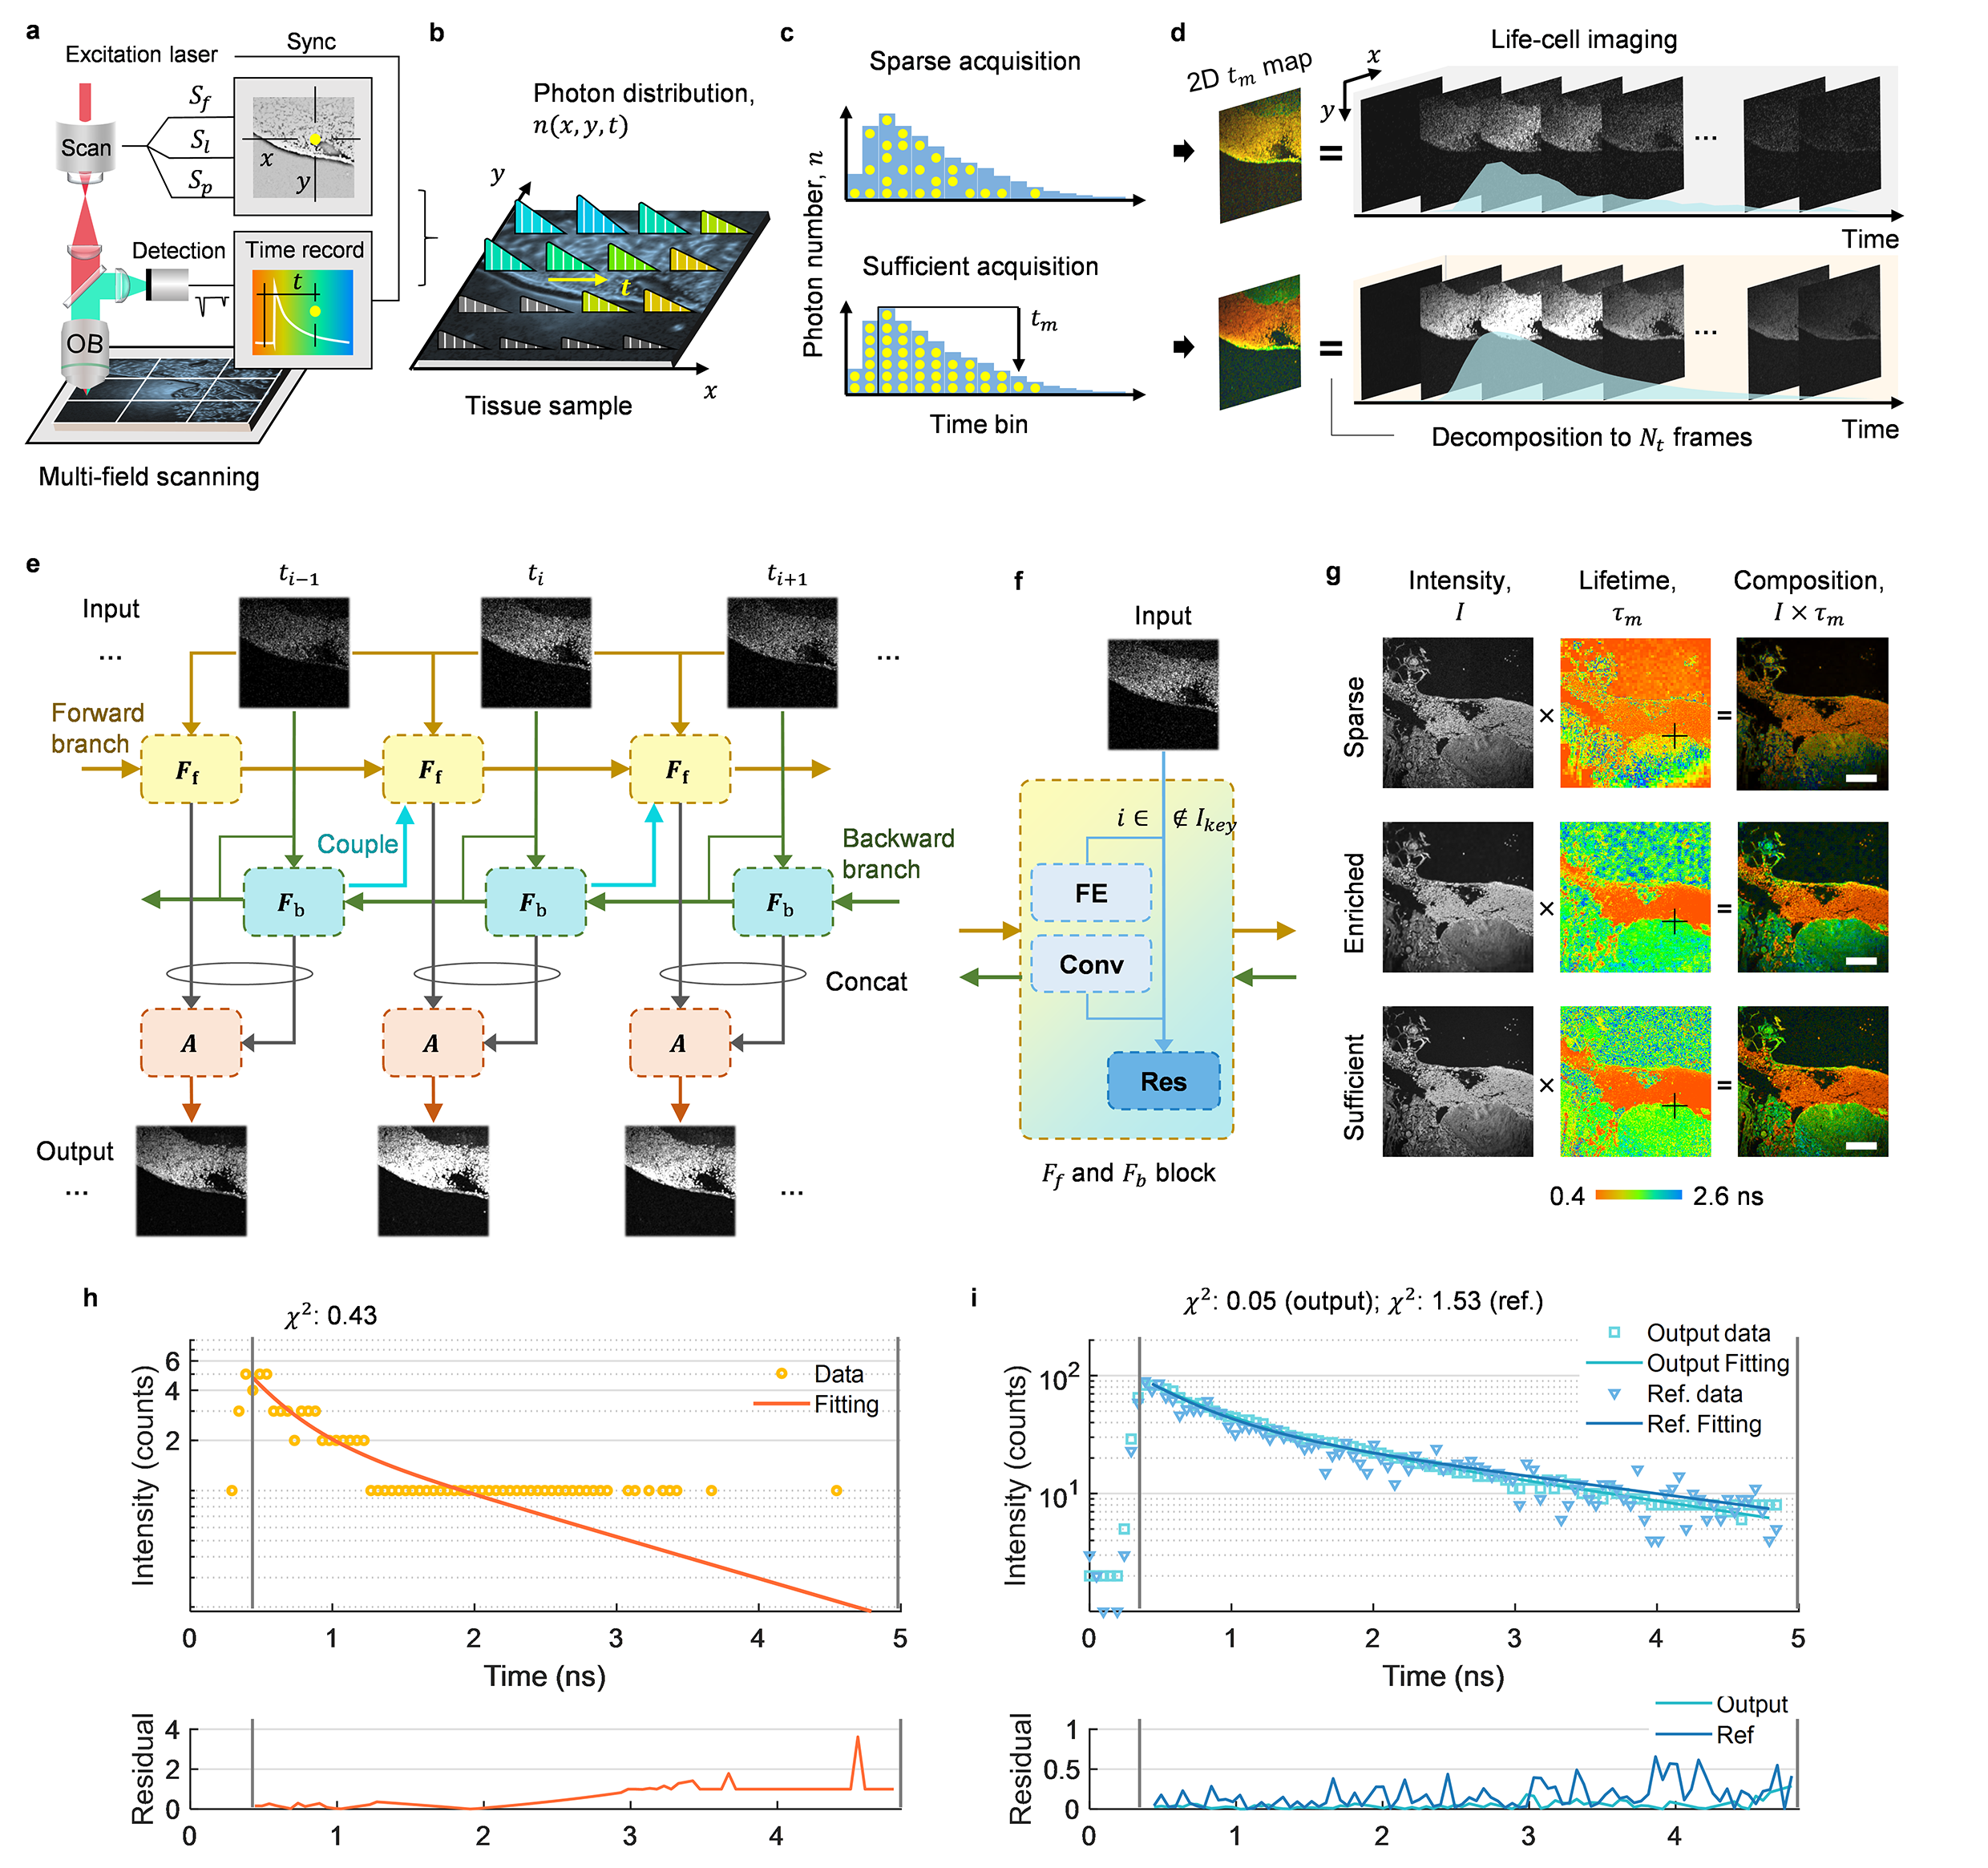 a
Excitation laser
Sync
S_f
Scan
S_l
S_p
x
y
Detection
Time record
t
OB
Multi-field scanning
b
Photon distribution,
n(x, y, t)
y
t
x
Tissue sample
c
Sparse acquisition
Sufficient acquisition
t_m
Photon number, n
Time bin
d
Life-cell imaging
2D t_m map
x
y
=
...
Time
=
...
Time
Decomposition to N_t frames
e
t_{i−1}
t_i
t_{i+1}
Input
...
...
Forward
branch
F_f
F_f
F_f
Couple
Backward
branch
F_b
F_b
F_b
Concat
A
A
A
Output
...
...
f
Input
i ∈
∉ I_{key}
FE
Conv
Res
F_f and F_b block
g
Intensity,
I
Lifetime,
τ_m
Composition,
I × τ_m
Sparse
× =
Enriched
× =
Sufficient
× =
0.4
2.6 ns
h
χ²: 0.43
Intensity (counts)
6
4
2
Data
Fitting
0 1 2 3 4 5
Time (ns)
Residual
4
2
0
0 1 2 3 4
i
χ²: 0.05 (output); χ²: 1.53 (ref.)
Intensity (counts)
10²
10¹
Output data
Output Fitting
Ref. data
Ref. Fitting
0 1 2 3 4 5
Time (ns)
Residual
1
0.5
0
Output
Ref
0 1 2 3 4